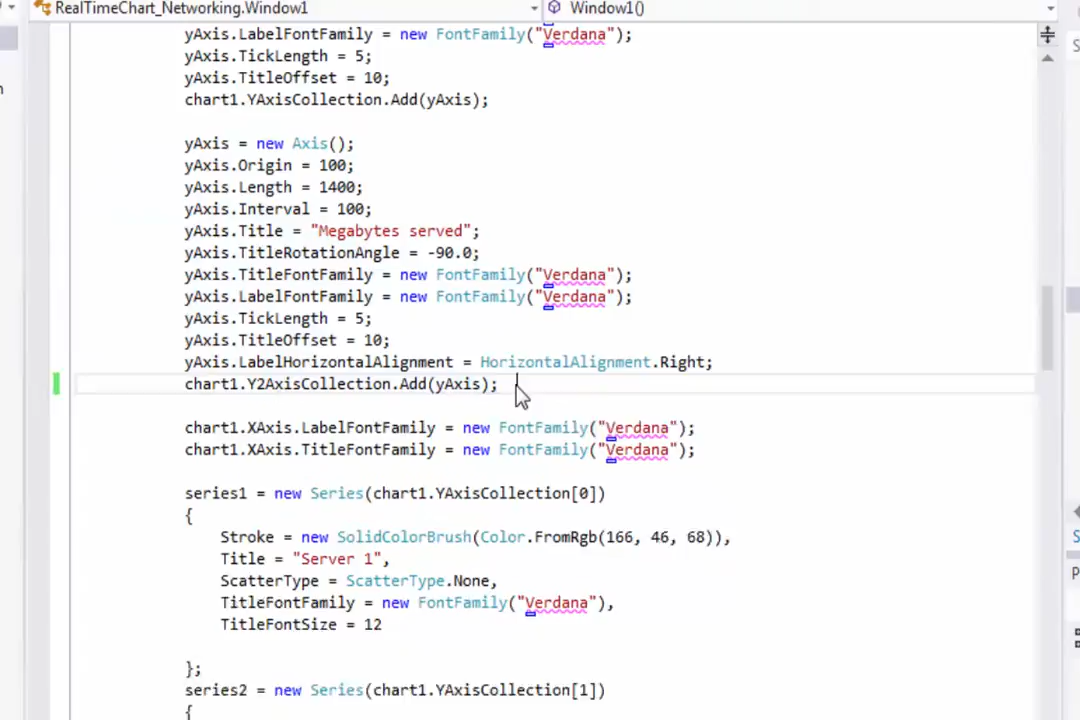 RealTimeChart_Networking.Window1
Window1()
yAxis.LabelFontFamily = new FontFamily("Verdana");
yAxis.TickLength = 5;
yAxis.TitleOffset = 10;
chart1.YAxisCollection.Add(yAxis);
yAxis = new Axis();
yAxis.Origin = 100;
yAxis.Length = 1400;
yAxis.Interval = 100;
yAxis.Title = "Megabytes served";
yAxis.TitleRotationAngle = -90.0;
yAxis.TitleFontFamily = new FontFamily("Verdana");
yAxis.LabelFontFamily = new FontFamily("Verdana");
yAxis.TickLength = 5;
yAxis.TitleOffset = 10;
yAxis.LabelHorizontalAlignment = HorizontalAlignment.Right;
chart1.Y2AxisCollection.Add(yAxis);
chart1.XAxis.LabelFontFamily = new FontFamily("Verdana");
chart1.XAxis.TitleFontFamily = new FontFamily("Verdana");
series1 = new Series(chart1.YAxisCollection[0])
{
Stroke = new SolidColorBrush(Color.FromRgb(166, 46, 68)),
Title = "Server 1",
ScatterType = ScatterType.None,
TitleFontFamily = new FontFamily("Verdana"),
TitleFontSize = 12
};
series2 = new Series(chart1.YAxisCollection[1])
{